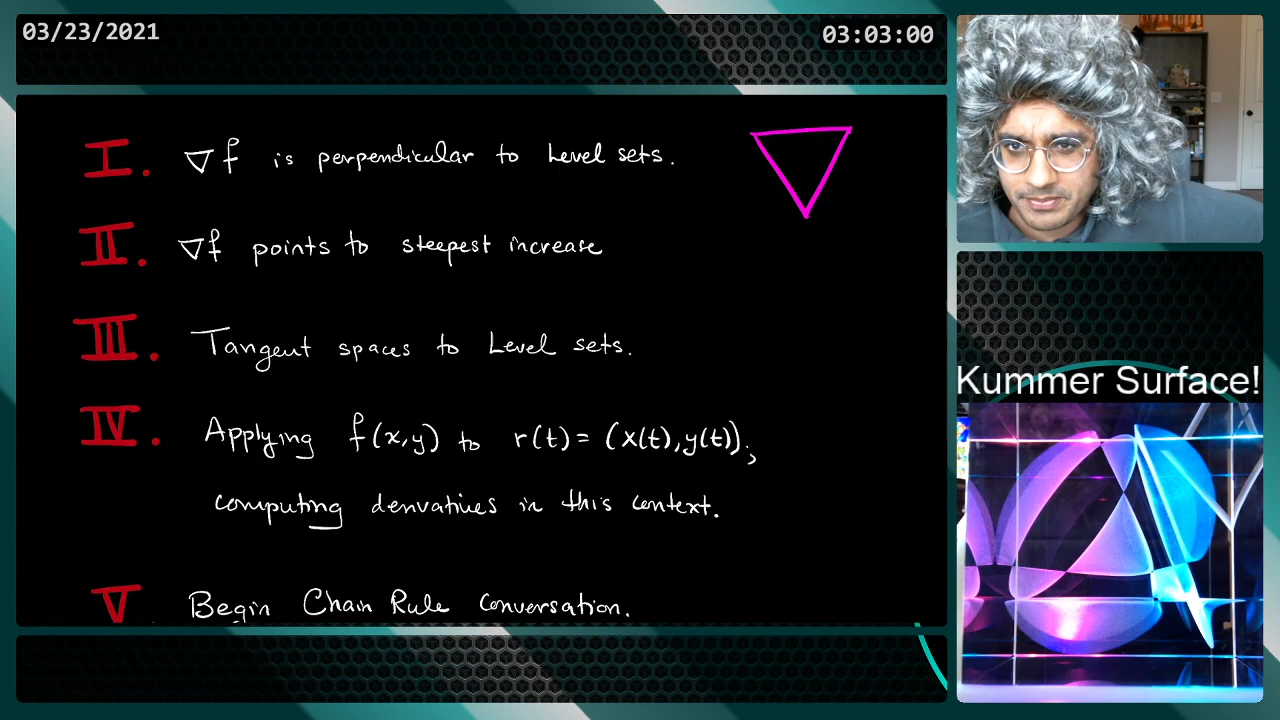 03/23/2021
03:03:00
I. ∇f is perpendicular to Level sets.
II. ∇f points to steepest increase
III. Tangent spaces to Level sets.
IV. Applying f(x,y) to r(t) = (x(t), y(t));
computing derivatives in this context.
V Begin Chain Rule Conversation.
Kummer Surface!